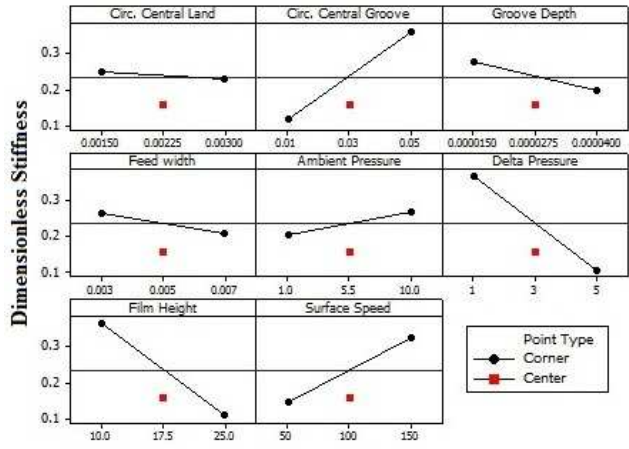 Dimensionless Stiffness
Circ. Central Land Circ. Central Groove Groove Depth
0.3
0.2
0.1
0.00150 0.00225 0.00300 0.01 0.03 0.05 0.0000150 0.0000275 0.0000400
Feed width Ambient Pressure Delta Pressure
0.3
0.2
0.1
0.003 0.005 0.007 1.0 5.5 10.0 1 3 5
Film Height Surface Speed
0.3
0.2
0.1
10.0 17.5 25.0 50 100 150
Point Type
Corner
Center